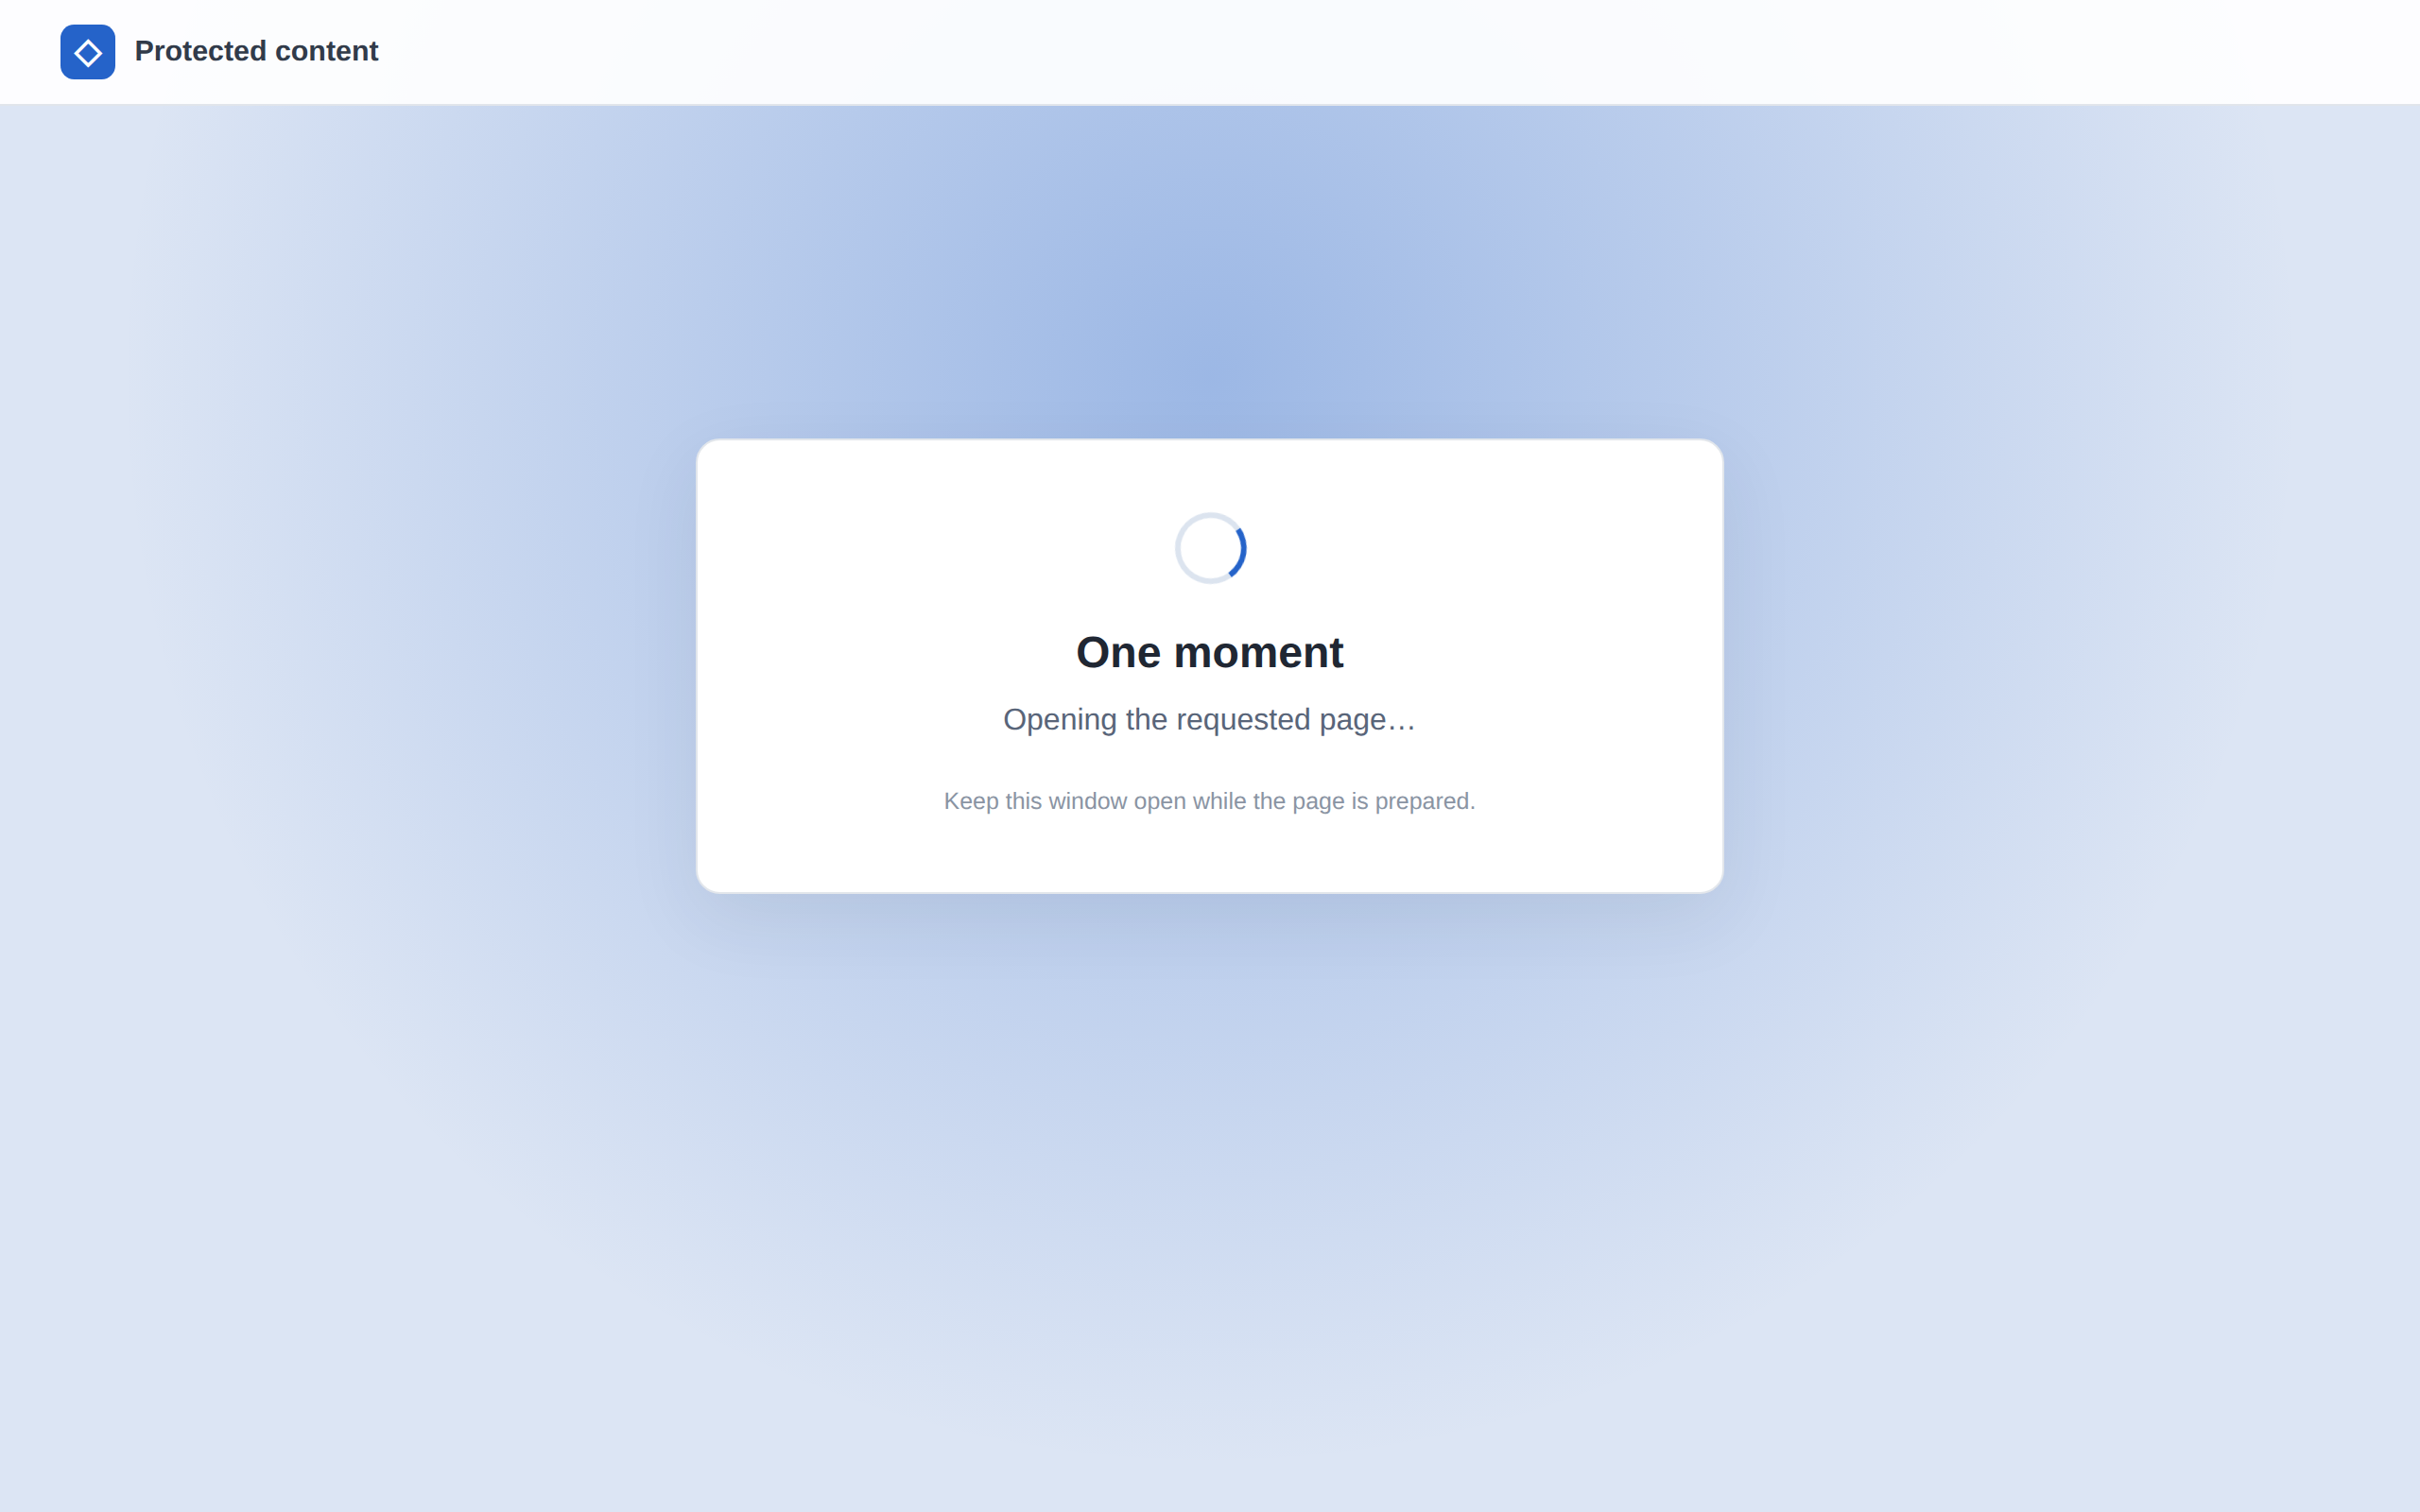 Protected content
One moment
Opening the requested page…
Keep this window open while the page is prepared.